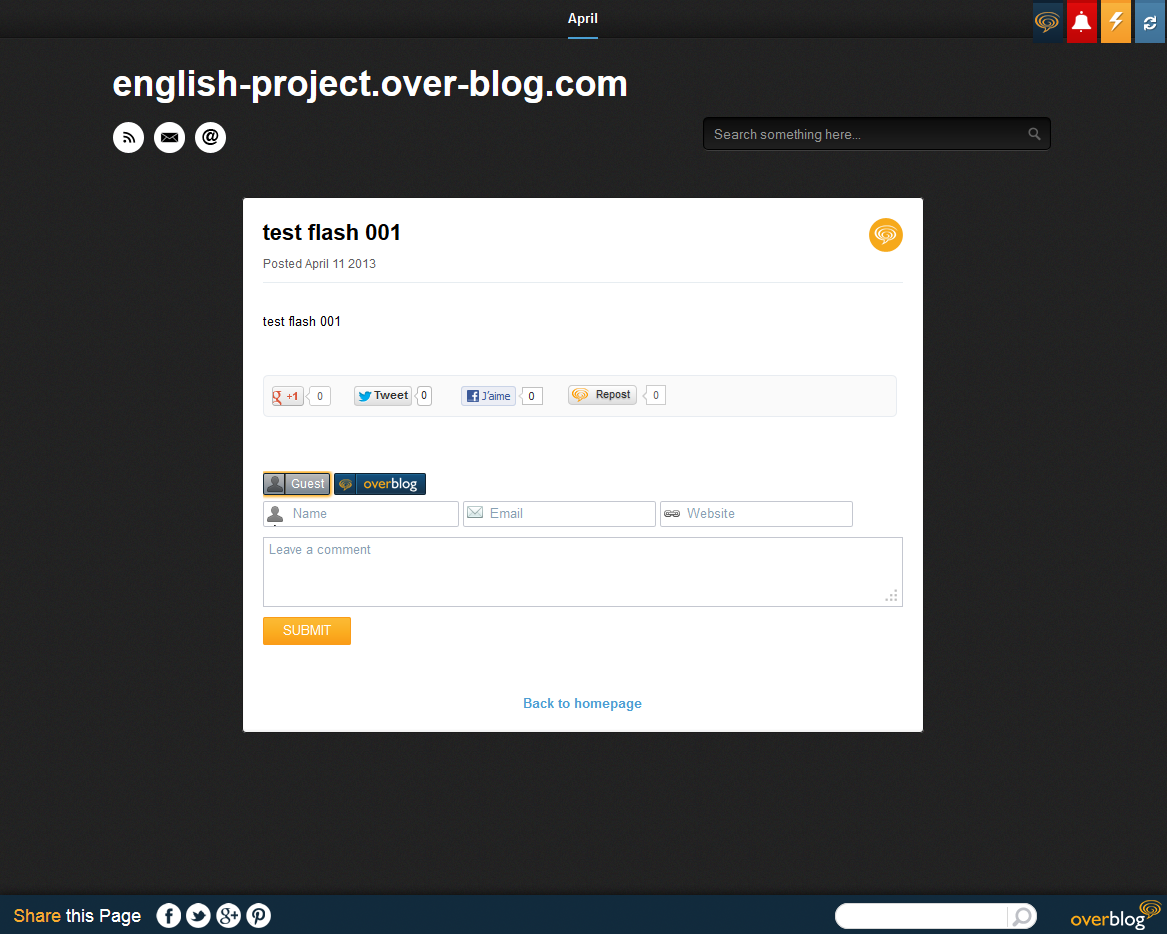 April
english-project.over-blog.com
@
Search something here...
test flash 001
Posted April 11 2013
test flash 001
+1 0 Tweet 0 J'aime 0 Repost 0
Guest overblog
Name Email Website
Leave a comment
SUBMIT
Back to homepage
Share this Page
overblog